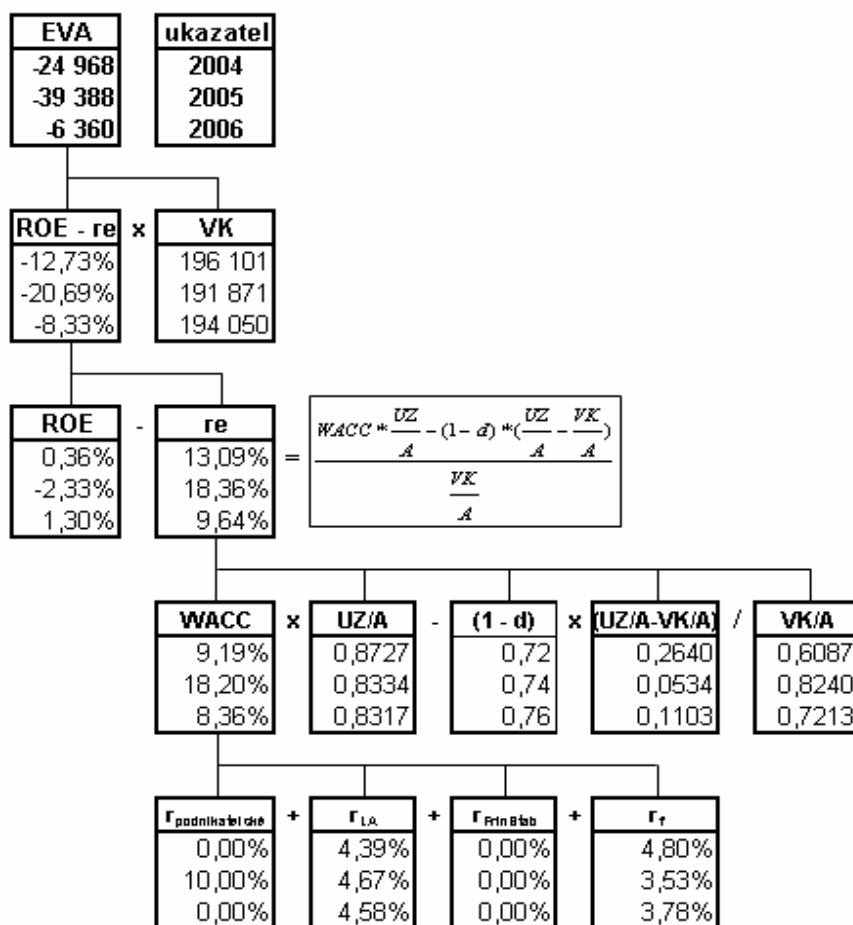 EVA ukazatel
-24 968 2004
-39 388 2005
-6 360 2006
ROE - re x VK
-12,73% 196 101
-20,69% 191 871
-8,33% 194 050
ROE - re
0,36% 13,09%
-2,33% 18,36%
1,30% 9,64%
= WACC * UZ/A - (1- d) * (UZ/A - VK/A)
VK/A
WACC x UZ/A - (1 - d) x (UZ/A-VK/A) / VK/A
9,19% 0,8727 0,72 0,2640 0,6087
18,20% 0,8334 0,74 0,0534 0,8240
8,36% 0,8317 0,76 0,1103 0,7213
r podnikatelské + r LA + r FinStab + r f
0,00% 4,39% 0,00% 4,80%
10,00% 4,67% 0,00% 3,53%
0,00% 4,58% 0,00% 3,78%